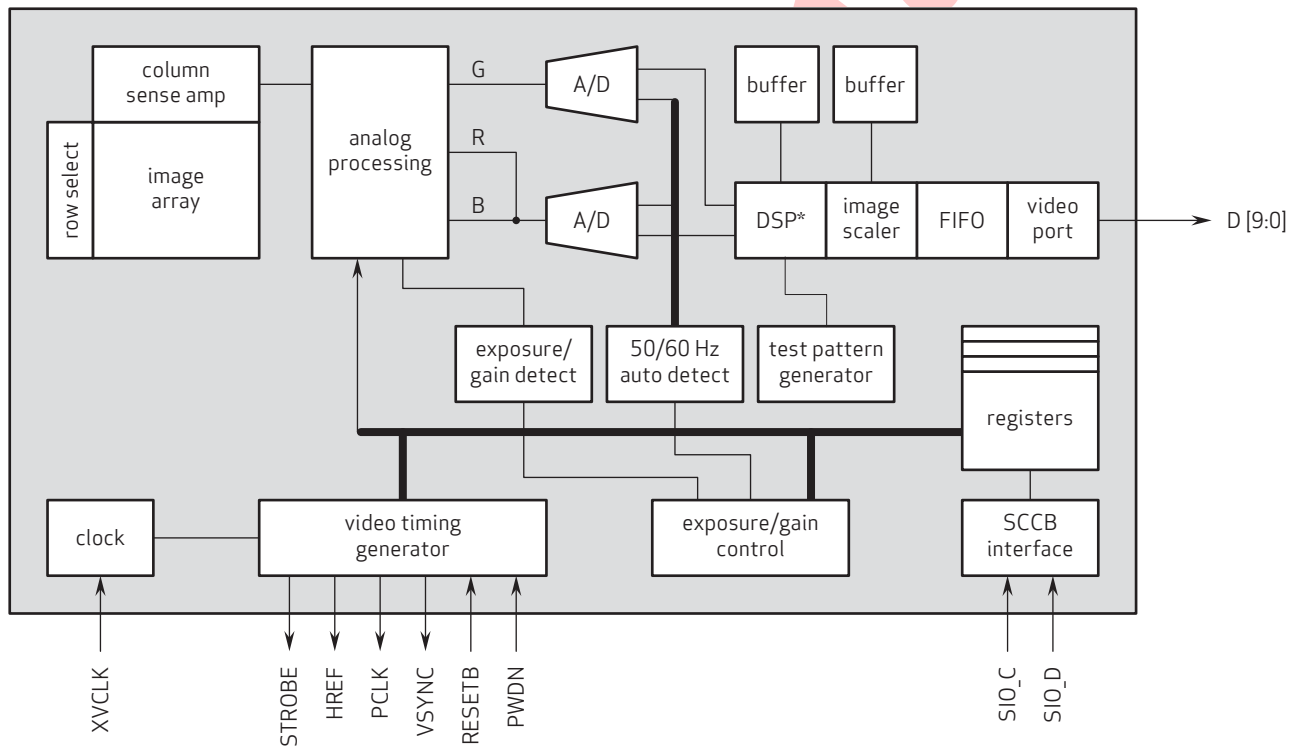 column
sense amp
row select
image
array
analog
processing
G
R
B
A/D
A/D
buffer
buffer
DSP*
image
scaler
FIFO
video
port
D [9:0]
exposure/
gain detect
50/60 Hz
auto detect
test pattern
generator
registers
clock
video timing
generator
exposure/gain
control
SCCB
interface
XVCLK
STROBE
HREF
PCLK
VSYNC
RESETB
PWDN
SIO_C
SIO_D